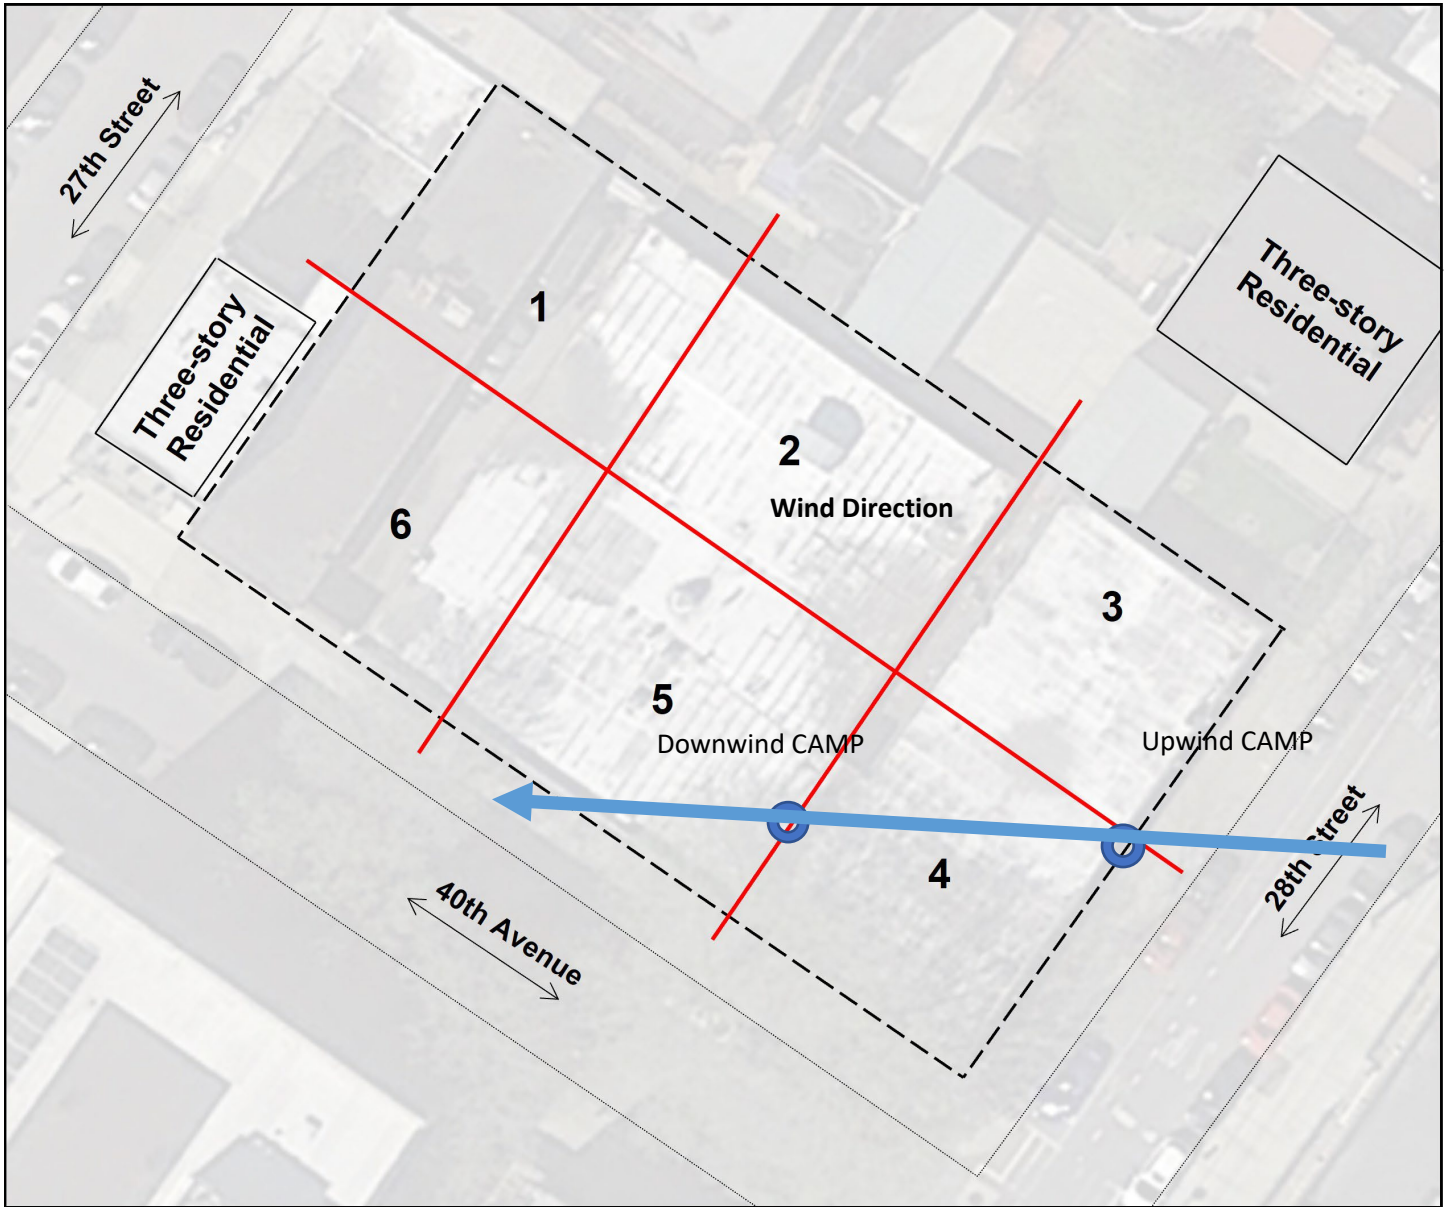 27th Street
Three-story
Residential
1
2
Wind Direction
3
Three-story
Residential
6
5
Downwind CAMP
Upwind CAMP
4
28th Street
40th Avenue